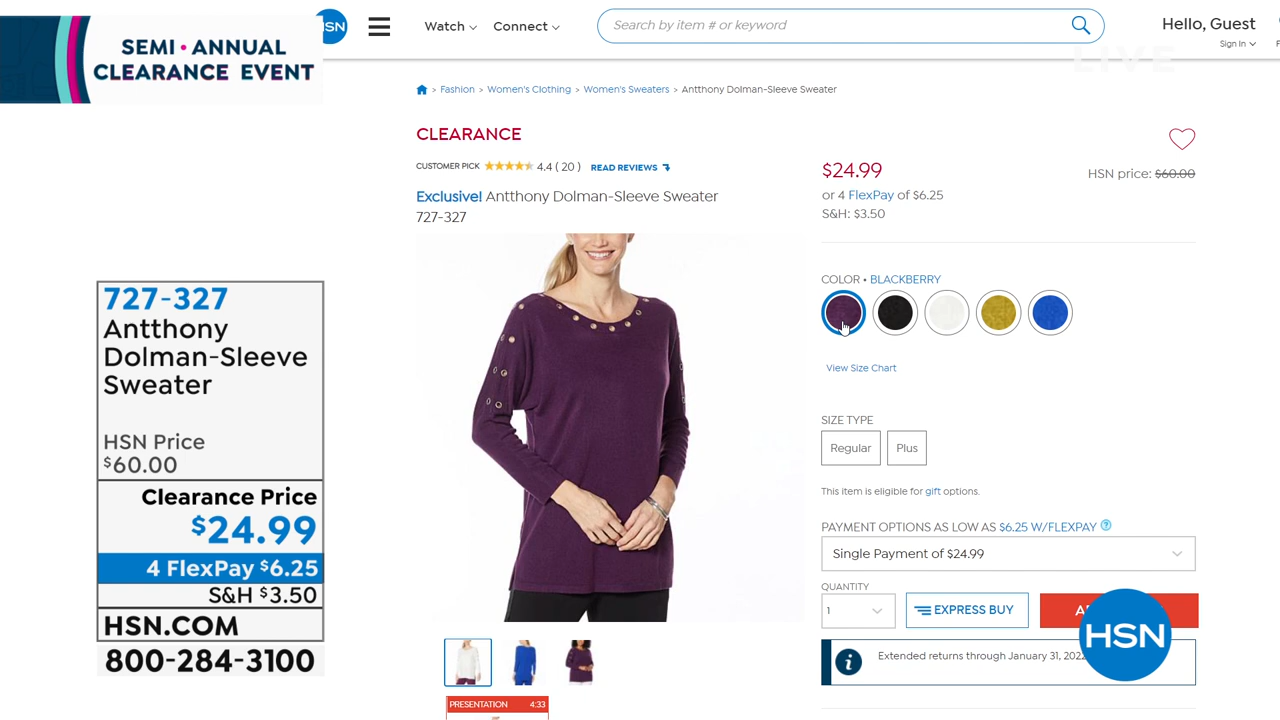 SEMI • ANNUAL
CLEARANCE EVENT
HSN
Watch
Connect
Search by item # or keyword
Hello, Guest
Sign In
LIVE
> Fashion > Women's Clothing > Women's Sweaters > Antthony Dolman-Sleeve Sweater
CLEARANCE
CUSTOMER PICK 4.4 ( 20 ) READ REVIEWS
Exclusive! Antthony Dolman-Sleeve Sweater
727-327
$24.99
HSN price: $60.00
or 4 FlexPay of $6.25
S&H: $3.50
COLOR • BLACKBERRY
View Size Chart
SIZE TYPE
Regular
Plus
This item is eligible for gift options.
PAYMENT OPTIONS AS LOW AS $6.25 W/FLEXPAY ?
Single Payment of $24.99
QUANTITY
1
EXPRESS BUY
HSN
i
Extended returns through January 31, 2022
PRESENTATION 4:33
727-327
Antthony
Dolman-Sleeve
Sweater
HSN Price
$60.00
Clearance Price
$24.99
4 FlexPay $6.25
S&H $3.50
HSN.COM
800-284-3100